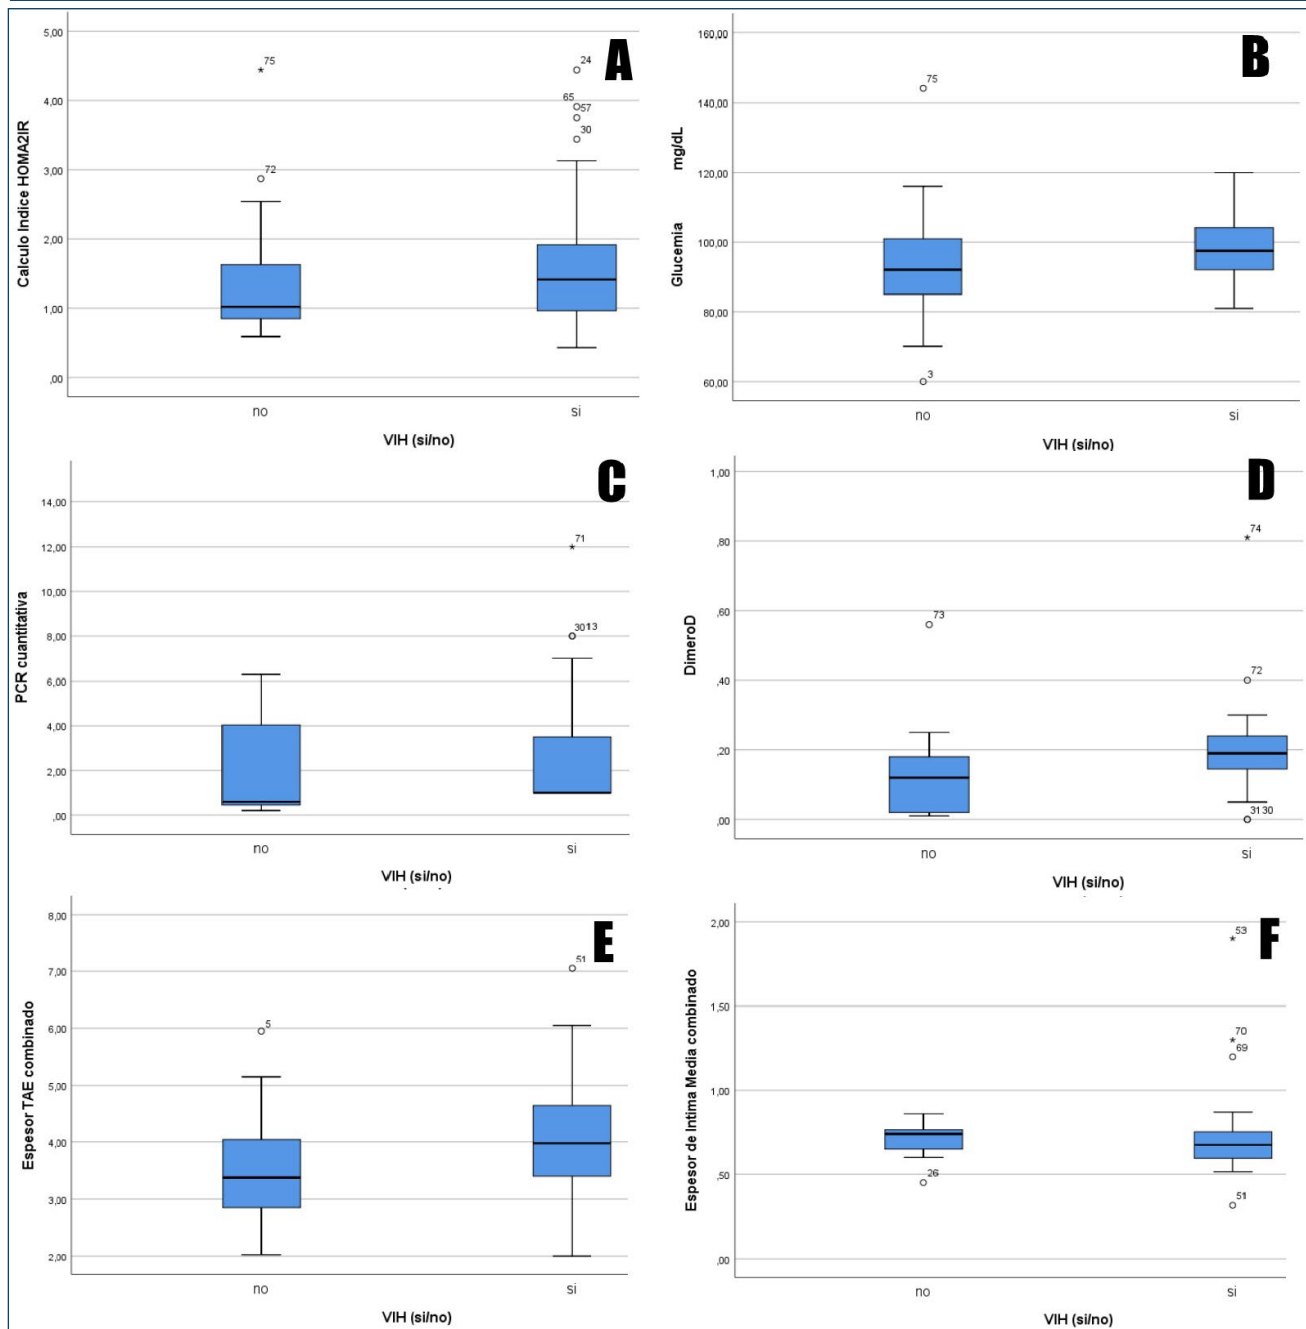 A
Calculo Indice HOMA2IR
5,00
4,00
3,00
2,00
1,00
,00
75
72
24
65
57
30
no
si
VIH (si/no)
B
Glucemia mg/dL
160,00
140,00
120,00
100,00
80,00
60,00
75
3
no
si
VIH (si/no)
C
PCR cuantitativa
14,00
12,00
10,00
8,00
6,00
4,00
2,00
,00
71
3013
no
si
VIH (si/no)
D
DimeroD
1,00
,80
,60
,40
,20
,00
73
74
72
3130
no
si
VIH (si/no)
E
Espesor TAE combinado
8,00
7,00
6,00
5,00
4,00
3,00
2,00
5
51
no
si
VIH (si/no)
F
Espesor de Intima Media combinado
2,00
1,50
1,00
,50
,00
26
53
70
69
51
no
si
VIH (si/no)